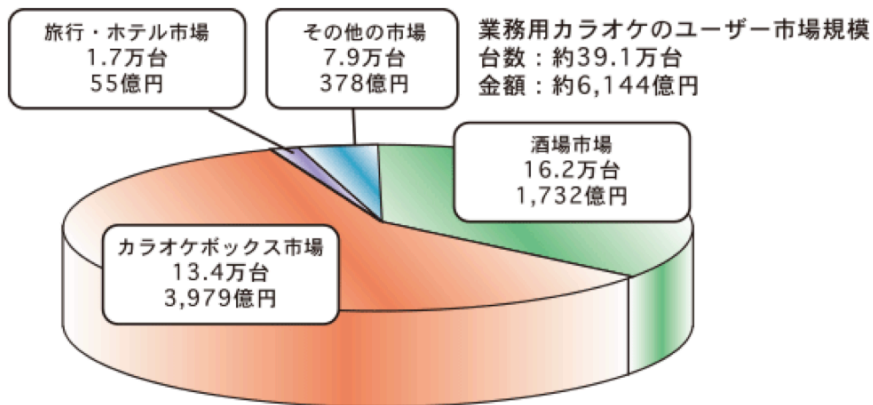 旅行・ホテル市場
1.7万台
55億円
その他の市場
7.9万台
378億円
業務用カラオケのユーザー市場規模
台数：約39.1万台
金額：約6,144億円
酒場市場
16.2万台
1,732億円
カラオケボックス市場
13.4万台
3,979億円